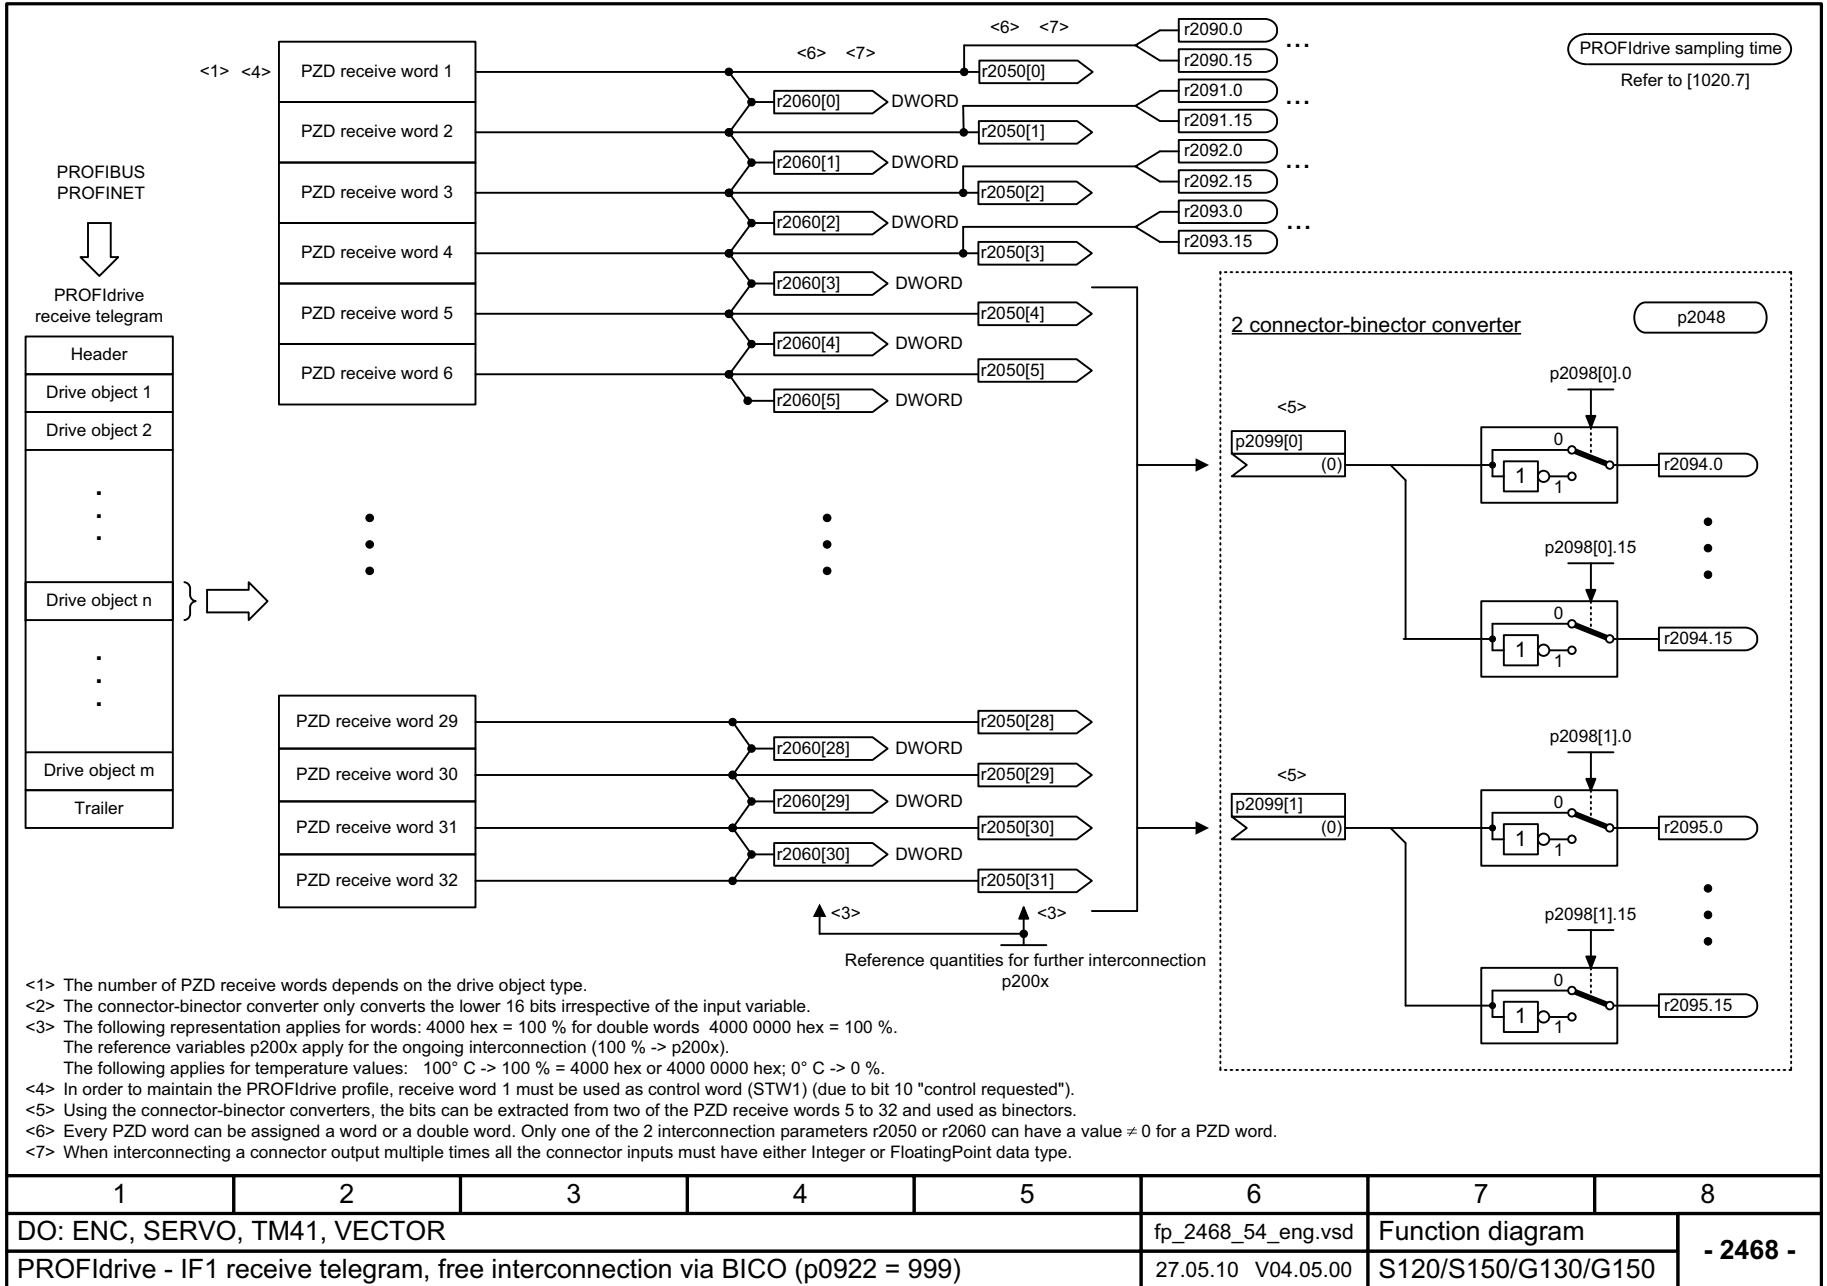 <1> <4>
PZD receive word 1
PZD receive word 2
PZD receive word 3
PZD receive word 4
PZD receive word 5
PZD receive word 6
<6> <7>
r2060[0] DWORD
r2060[1] DWORD
r2060[2] DWORD
r2060[3] DWORD
r2060[4] DWORD
r2060[5] DWORD
<6> <7>
r2050[0]
r2050[1]
r2050[2]
r2050[3]
r2050[4]
r2050[5]
r2090.0
...
r2090.15
r2091.0
...
r2091.15
r2092.0
...
r2092.15
r2093.0
...
r2093.15
PROFIdrive sampling time
Refer to [1020.7]
PROFIBUS
PROFINET
PROFIdrive
receive telegram
Header
Drive object 1
Drive object 2
Drive object n
Drive object m
Trailer
PZD receive word 29
PZD receive word 30
PZD receive word 31
PZD receive word 32
r2060[28] DWORD
r2060[29] DWORD
r2060[30] DWORD
r2050[28]
r2050[29]
r2050[30]
r2050[31]
<3>
<3>
Reference quantities for further interconnection
p200x
2 connector-binector converter
p2048
<5>
p2099[0]
(0)
p2098[0].0
0
1
1
r2094.0
p2098[0].15
0
1
1
r2094.15
<5>
p2099[1]
(0)
p2098[1].0
0
1
1
r2095.0
p2098[1].15
0
1
1
r2095.15
<1> The number of PZD receive words depends on the drive object type.
<2> The connector-binector converter only converts the lower 16 bits irrespective of the input variable.
<3> The following representation applies for words: 4000 hex = 100 % for double words 4000 0000 hex = 100 %.
The reference variables p200x apply for the ongoing interconnection (100 % -> p200x).
The following applies for temperature values: 100° C -> 100 % = 4000 hex or 4000 0000 hex; 0° C -> 0 %.
<4> In order to maintain the PROFIdrive profile, receive word 1 must be used as control word (STW1) (due to bit 10 "control requested").
<5> Using the connector-binector converters, the bits can be extracted from two of the PZD receive words 5 to 32 and used as binectors.
<6> Every PZD word can be assigned a word or a double word. Only one of the 2 interconnection parameters r2050 or r2060 can have a value ≠ 0 for a PZD word.
<7> When interconnecting a connector output multiple times all the connector inputs must have either Integer or FloatingPoint data type.
1 2 3 4 5 6 7 8
DO: ENC, SERVO, TM41, VECTOR
fp_2468_54_eng.vsd
Function diagram
- 2468 -
PROFIdrive - IF1 receive telegram, free interconnection via BICO (p0922 = 999)
27.05.10 V04.05.00
S120/S150/G130/G150